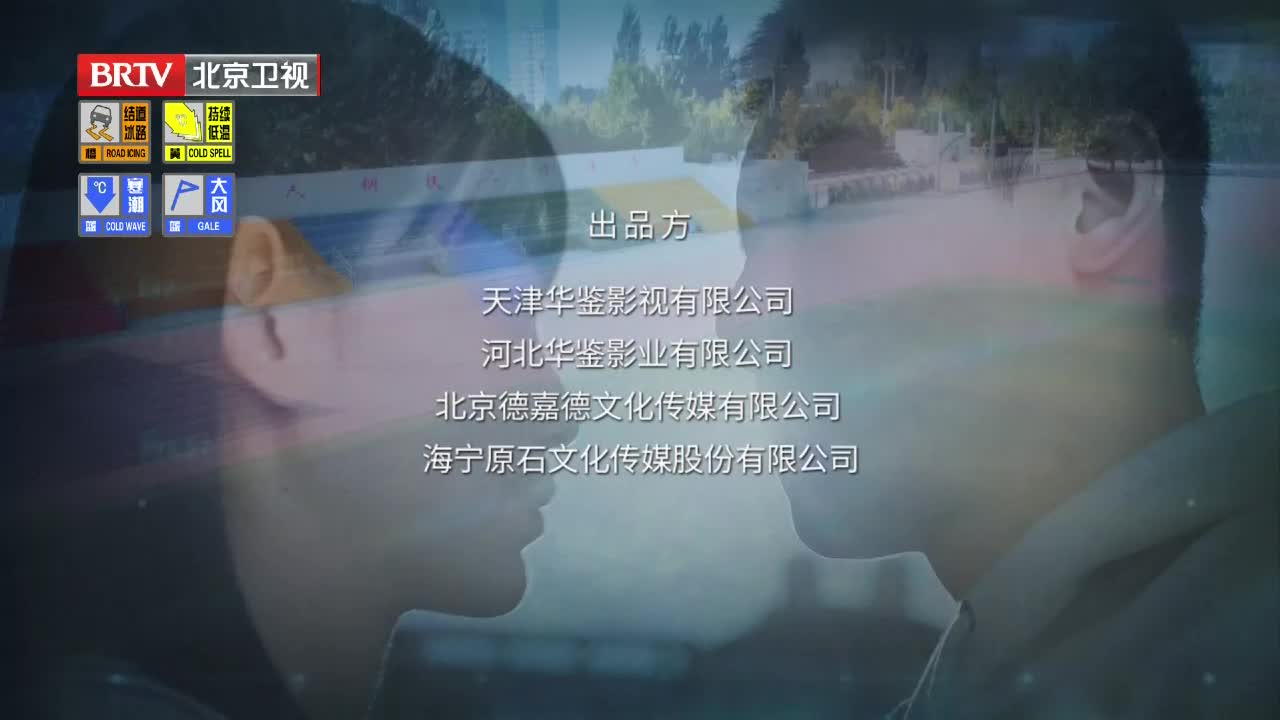 BRTV 北京卫视
道路
结冰
橙 ROAD ICING
持续
低温
黄 COLD SPELL
℃ 寒潮
蓝 COLD WAVE
大风
蓝 GALE
出品方
天津华鉴影视有限公司
河北华鉴影业有限公司
北京德嘉德文化传媒有限公司
海宁原石文化传媒股份有限公司